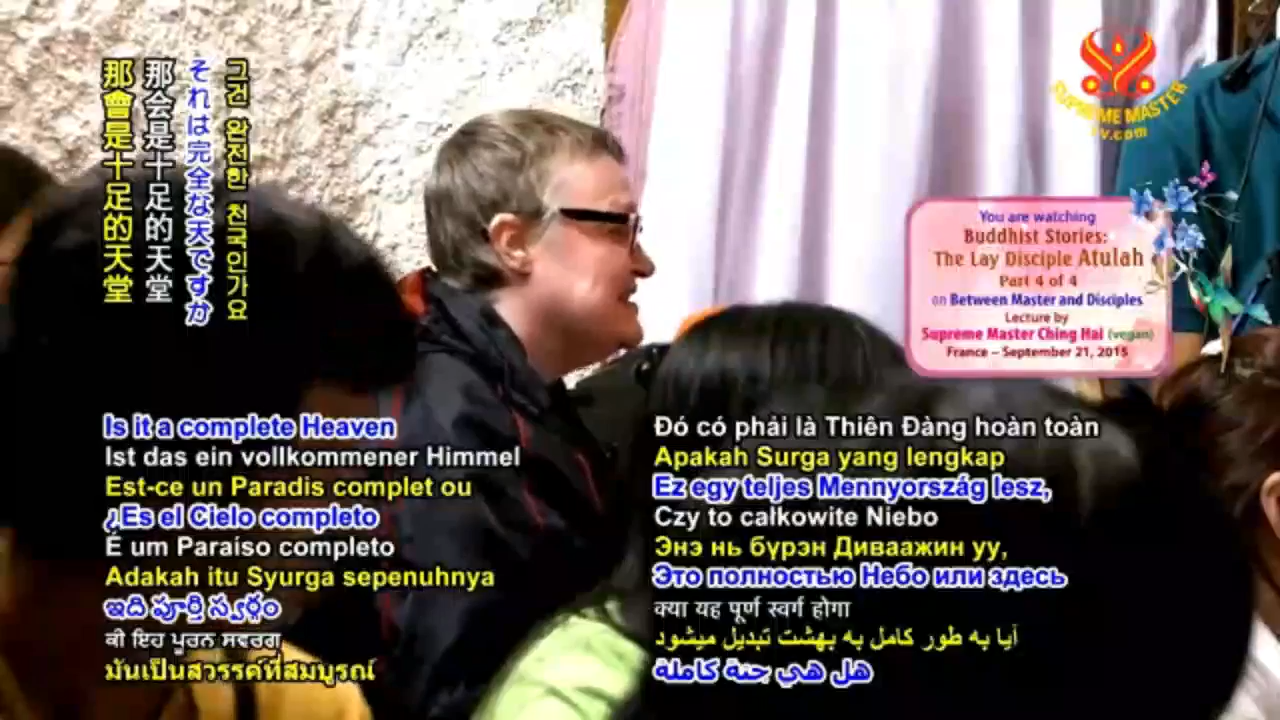 그건 완전한 천국인가요
それは完全な天ですか
那会是十足的天堂
那會是十足的天堂
SUPREME MASTER
TV.com
You are watching
Buddhist Stories:
The Lay Disciple Atulah
Part 4 of 4
on Between Master and Disciples
Lecture by
Supreme Master Ching Hai (vegan)
France – September 21, 2015
Is it a complete Heaven
Ist das ein vollkommener Himmel
Est-ce un Paradis complet ou
¿Es el Cielo completo
É um Paraíso completo
Adakah itu Syurga sepenuhnya
ఇది పూర్తి స్వర్గం
ਕੀ ਇਹ ਪੂਰਨ ਸਵਰਗ
มันเป็นสวรรค์ที่สมบูรณ์
Đó có phải là Thiên Đàng hoàn toàn
Apakah Surga yang lengkap
Ez egy teljes Mennyország lesz,
Czy to całkowite Niebo
Энэ нь бүрэн Диваажин уу,
Это полностью Небо или здесь
क्या यह पूर्ण स्वर्ग होगा
آیا به طور کامل به بهشت تبدیل میشود
هل هي جنة كاملة